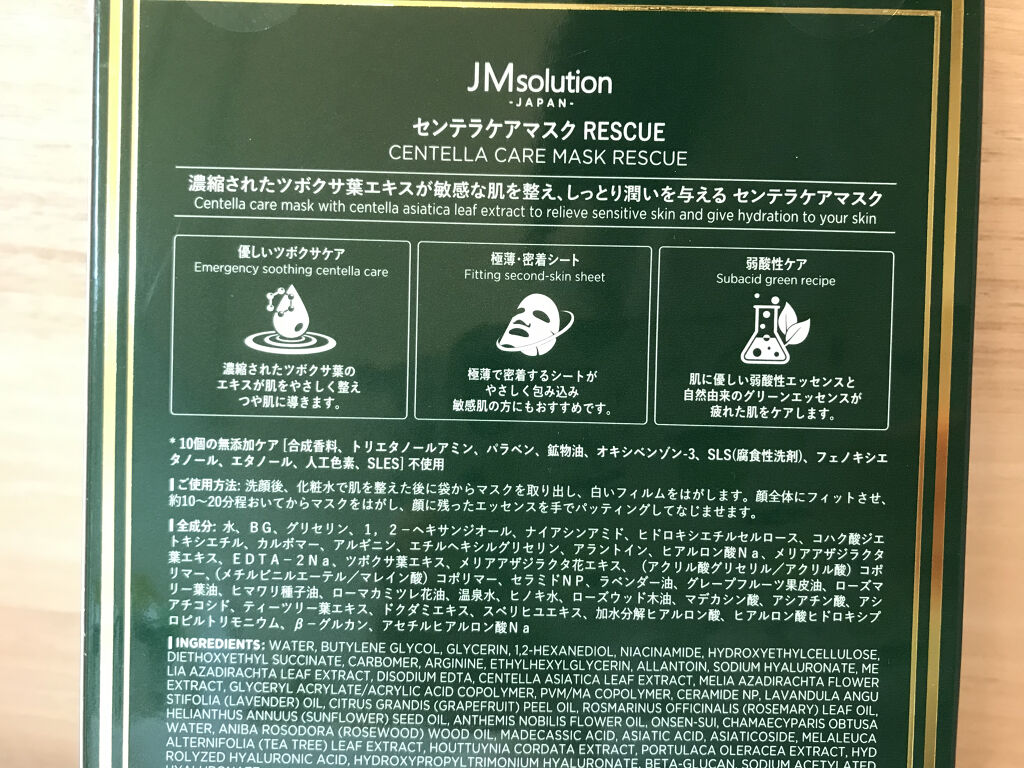 JMsolution
-JAPAN-
センテラケアマスク RESCUE
CENTELLA CARE MASK RESCUE
濃縮されたツボクサ葉エキスが敏感な肌を整え、しっとり潤いを与える センテラケアマスク
Centella care mask with centella asiatica leaf extract to relieve sensitive skin and give hydration to your skin
優しいツボクサケア
Emergency soothing centella care
濃縮されたツボクサ葉の
エキスが肌をやさしく整え
つや肌に導きます。
極薄・密着シート
Fitting second-skin sheet
極薄で密着するシートが
やさしく包み込み
敏感肌の方にもおすすめです。
弱酸性ケア
Subacid green recipe
肌に優しい弱酸性エッセンスと
自然由来のグリーンエッセンスが
疲れた肌をケアします。
* 10個の無添加ケア [合成香料、トリエタノールアミン、パラベン、鉱物油、オキシベンゾン-3、SLS(腐食性洗剤)、フェノキシエ
タノール、エタノール、人工色素、SLES] 不使用
ご使用方法: 洗顔後、化粧水で肌を整えた後に袋からマスクを取り出し、白いフィルムをはがします。顔全体にフィットさせ、
約10〜20分程おいてからマスクをはがし、顔に残ったエッセンスを手でパッティングしてなじませます。
全成分: 水、ＢＧ、グリセリン、１，２－ヘキサンジオール、ナイアシンアミド、ヒドロキシエチルセルロース、コハク酸ジエ
トキシエチル、カルボマー、アルギニン、エチルヘキシルグリセリン、アラントイン、ヒアルロン酸Ｎａ、メリアアザジラクタ
葉エキス、ＥＤＴＡ－２Ｎａ、ツボクサ葉エキス、メリアアザジラクタ花エキス、（アクリル酸グリセリル／アクリル酸）コポ
リマー、（メチルビニルエーテル／マレイン酸）コポリマー、セラミドＮＰ、ラベンダー油、グレープフルーツ果皮油、ローズマ
リー葉油、ヒマワリ種子油、ローマカミツレ花油、温泉水、ヒノキ水、ローズウッド木油、マデカシン酸、アシアチン酸、アシ
アチコシド、ティーツリー葉エキス、ドクダミエキス、スベリヒユエキス、加水分解ヒアルロン酸、ヒアルロン酸ヒドロキシプ
ロピルトリモニウム、β－グルカン、アセチルヒアルロン酸Ｎａ
INGREDIENTS: WATER, BUTYLENE GLYCOL, GLYCERIN, 1,2-HEXANEDIOL, NIACINAMIDE, HYDROXYETHYLCELLULOSE,
DIETHOXYETHYL SUCCINATE, CARBOMER, ARGININE, ETHYLHEXYLGLYCERIN, ALLANTOIN, SODIUM HYALURONATE, ME
LIA AZADIRACHTA LEAF EXTRACT, DISODIUM EDTA, CENTELLA ASIATICA LEAF EXTRACT, MELIA AZADIRACHTA FLOWER
EXTRACT, GLYCERYL ACRYLATE/ACRYLIC ACID COPOLYMER, PVM/MA COPOLYMER, CERAMIDE NP, LAVANDULA ANGU
STIFOLIA (LAVENDER) OIL, CITRUS GRANDIS (GRAPEFRUIT) PEEL OIL, ROSMARINUS OFFICINALIS (ROSEMARY) LEAF OIL,
HELIANTHUS ANNUUS (SUNFLOWER) SEED OIL, ANTHEMIS NOBILIS FLOWER OIL, ONSEN-SUI, CHAMAECYPARIS OBTUSA
WATER, ANIBA ROSODORA (ROSEWOOD) WOOD OIL, MADECASSIC ACID, ASIATIC ACID, ASIATICOSIDE, MELALEUCA
ALTERNIFOLIA (TEA TREE) LEAF EXTRACT, HOUTTUYNIA CORDATA EXTRACT, PORTULACA OLERACEA EXTRACT, HYD
ROLYZED HYALURONIC ACID, HYDROXYPROPYLTRIMONIUM HYALURONATE, BETA-GLUCAN, SODIUM ACETYLATED